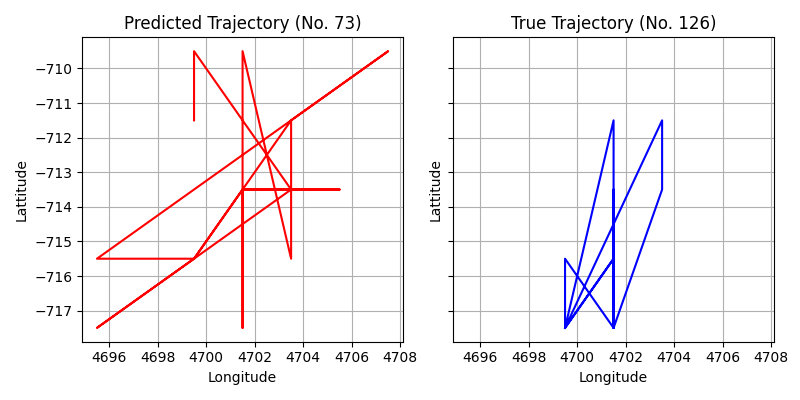 Predicted Trajectory (No. 73)
True Trajectory (No. 126)
Lattitude
−710
−711
−712
−713
−714
−715
−716
−717
4696 4698 4700 4702 4704 4706 4708
Longitude
Lattitude
4696 4698 4700 4702 4704 4706 4708
Longitude